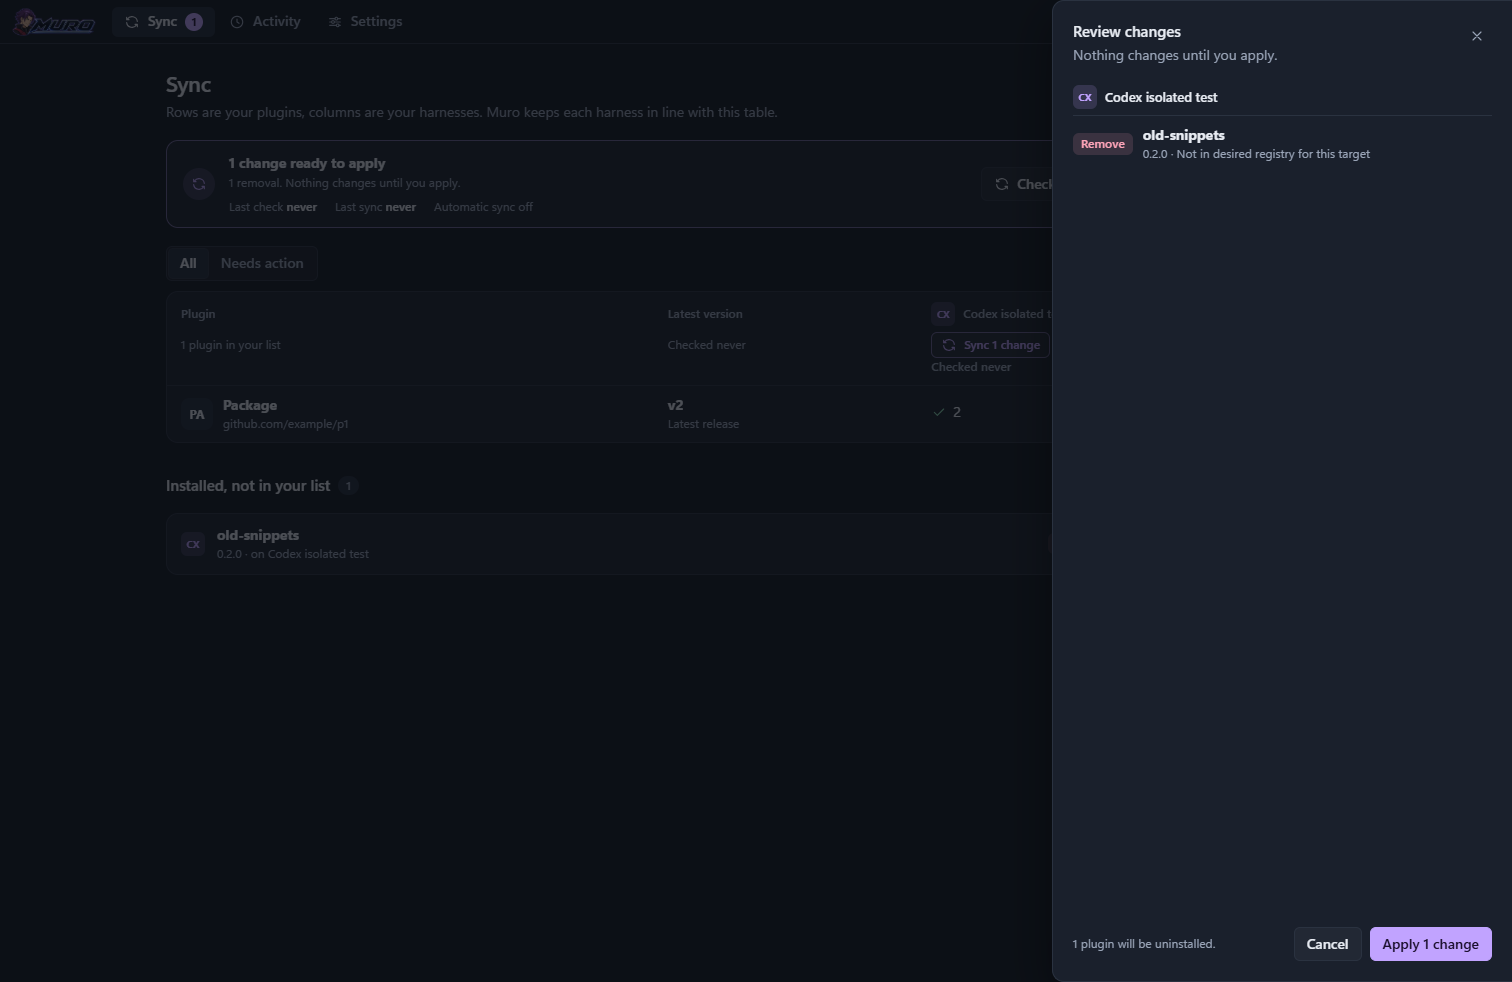 MURO
Sync 1
Activity
Settings
Sync
Rows are your plugins, columns are your harnesses. Muro keeps each harness in line with this table.
1 change ready to apply
1 removal. Nothing changes until you apply.
Last check never
Last sync never
Automatic sync off
Check
All
Needs action
Plugin
Latest version
CX Codex isolated t
1 plugin in your list
Checked never
Sync 1 change
Checked never
PA
Package
github.com/example/p1
v2
Latest release
2
Installed, not in your list 1
CX
old-snippets
0.2.0 · on Codex isolated test
Review changes
Nothing changes until you apply.
CX Codex isolated test
Remove
old-snippets
0.2.0 · Not in desired registry for this target
1 plugin will be uninstalled.
Cancel
Apply 1 change